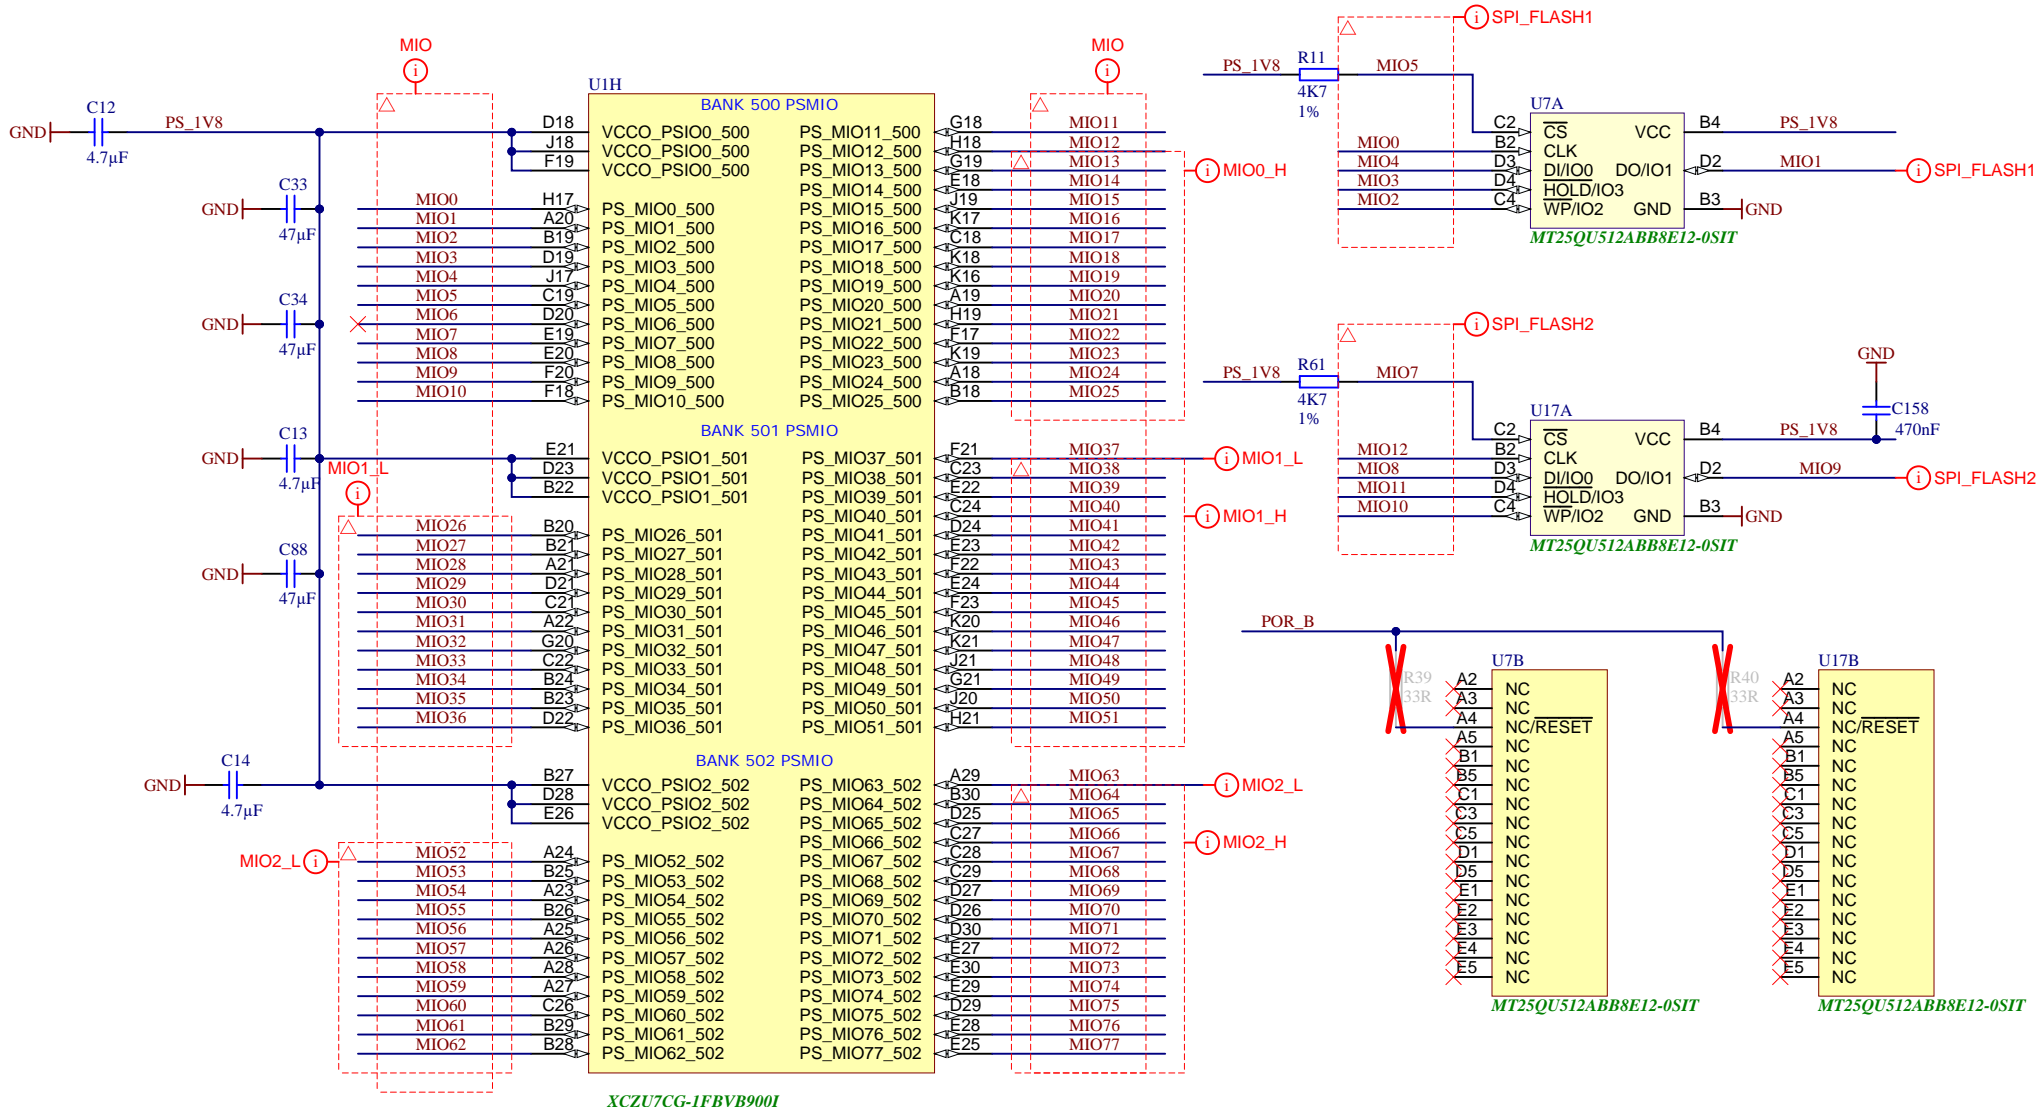 MIO
MIO
SPI_FLASH1
U1H
BANK 500 PSMIO
C12
GND
PS_1V8
4.7µF
D18 VCCO_PSIO0_500
J18 VCCO_PSIO0_500
F19 VCCO_PSIO0_500
C33
GND
47µF
MIO0 H17 PS_MIO0_500
MIO1 A20 PS_MIO1_500
MIO2 B19 PS_MIO2_500
MIO3 D19 PS_MIO3_500
MIO4 J17 PS_MIO4_500
MIO5 C19 PS_MIO5_500
MIO6 D20 PS_MIO6_500
MIO7 E19 PS_MIO7_500
MIO8 E20 PS_MIO8_500
MIO9 F20 PS_MIO9_500
MIO10 F18 PS_MIO10_500
C34
GND
47µF
PS_MIO11_500 G18 MIO11
PS_MIO12_500 H18 MIO12
PS_MIO13_500 G19 MIO13
PS_MIO14_500 E18 MIO14
PS_MIO15_500 J19 MIO15
PS_MIO16_500 K17 MIO16
PS_MIO17_500 C18 MIO17
PS_MIO18_500 K18 MIO18
PS_MIO19_500 K16 MIO19
PS_MIO20_500 A19 MIO20
PS_MIO21_500 H19 MIO21
PS_MIO22_500 F17 MIO22
PS_MIO23_500 K19 MIO23
PS_MIO24_500 A18 MIO24
PS_MIO25_500 B18 MIO25
MIO0_H
BANK 501 PSMIO
C13
GND
4.7µF
E21 VCCO_PSIO1_501
D23 VCCO_PSIO1_501
B22 VCCO_PSIO1_501
MIO1_L
C88
GND
47µF
MIO26 B20 PS_MIO26_501
MIO27 B21 PS_MIO27_501
MIO28 A21 PS_MIO28_501
MIO29 D21 PS_MIO29_501
MIO30 C21 PS_MIO30_501
MIO31 A22 PS_MIO31_501
MIO32 G20 PS_MIO32_501
MIO33 C22 PS_MIO33_501
MIO34 B24 PS_MIO34_501
MIO35 B23 PS_MIO35_501
MIO36 D22 PS_MIO36_501
PS_MIO37_501 F21 MIO37
MIO1_L
PS_MIO38_501 C23 MIO38
PS_MIO39_501 E22 MIO39
PS_MIO40_501 C24 MIO40
PS_MIO41_501 D24 MIO41
PS_MIO42_501 E23 MIO42
PS_MIO43_501 F22 MIO43
PS_MIO44_501 E24 MIO44
PS_MIO45_501 F23 MIO45
PS_MIO46_501 K20 MIO46
PS_MIO47_501 K21 MIO47
PS_MIO48_501 J21 MIO48
PS_MIO49_501 G21 MIO49
PS_MIO50_501 J20 MIO50
PS_MIO51_501 H21 MIO51
MIO1_H
BANK 502 PSMIO
C14
GND
4.7µF
B27 VCCO_PSIO2_502
D28 VCCO_PSIO2_502
E26 VCCO_PSIO2_502
MIO2_L
MIO52 A24 PS_MIO52_502
MIO53 B25 PS_MIO53_502
MIO54 A23 PS_MIO54_502
MIO55 B26 PS_MIO55_502
MIO56 A25 PS_MIO56_502
MIO57 A26 PS_MIO57_502
MIO58 A28 PS_MIO58_502
MIO59 A27 PS_MIO59_502
MIO60 C26 PS_MIO60_502
MIO61 B29 PS_MIO61_502
MIO62 B28 PS_MIO62_502
PS_MIO63_502 A29 MIO63
MIO2_L
PS_MIO64_502 B30 MIO64
PS_MIO65_502 D25 MIO65
PS_MIO66_502 C27 MIO66
PS_MIO67_502 C28 MIO67
PS_MIO68_502 C29 MIO68
PS_MIO69_502 D27 MIO69
PS_MIO70_502 D26 MIO70
PS_MIO71_502 D30 MIO71
PS_MIO72_502 E27 MIO72
PS_MIO73_502 E30 MIO73
PS_MIO74_502 E29 MIO74
PS_MIO75_502 D29 MIO75
PS_MIO76_502 E28 MIO76
PS_MIO77_502 E25 MIO77
MIO2_H
XCZU7CG-1FBVB900I
PS_1V8 R11 MIO5
4K7
1%
U7A
C2 CS VCC B4 PS_1V8
MIO0 B2 CLK
MIO4 D3 DI/IO0 DO/IO1 D2 MIO1 SPI_FLASH1
MIO3 D4 HOLD/IO3
MIO2 C4 WP/IO2 GND B3 GND
MT25QU512ABB8E12-0SIT
SPI_FLASH2
PS_1V8 R61 MIO7
4K7
1%
GND
C158
470nF
U17A
C2 CS VCC B4 PS_1V8
MIO12 B2 CLK
MIO8 D3 DI/IO0 DO/IO1 D2 MIO9 SPI_FLASH2
MIO11 D4 HOLD/IO3
MIO10 C4 WP/IO2 GND B3 GND
MT25QU512ABB8E12-0SIT
POR_B
R39
33R
U7B
A2 NC
A3 NC
A4 NC/RESET
A5 NC
B1 NC
B5 NC
C1 NC
C3 NC
C5 NC
D1 NC
D5 NC
E1 NC
E2 NC
E3 NC
E4 NC
E5 NC
MT25QU512ABB8E12-0SIT
R40
33R
U17B
A2 NC
A3 NC
A4 NC/RESET
A5 NC
B1 NC
B5 NC
C1 NC
C3 NC
C5 NC
D1 NC
D5 NC
E1 NC
E2 NC
E3 NC
E4 NC
E5 NC
MT25QU512ABB8E12-0SIT